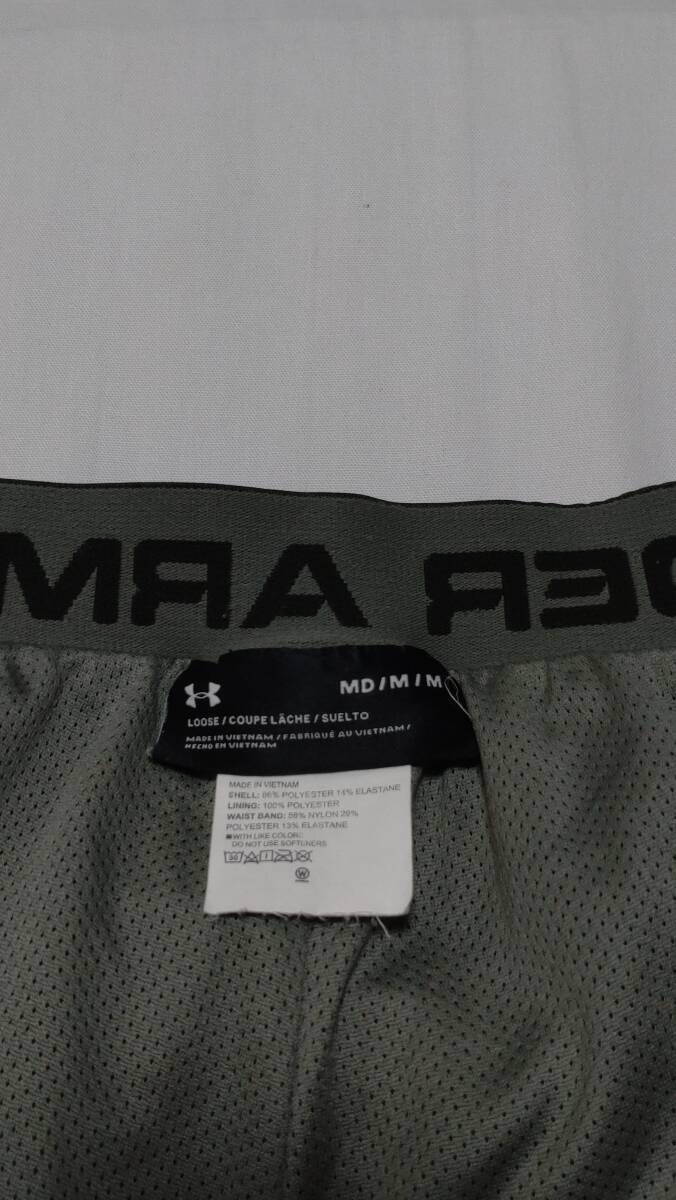 DER ARM
MD/M/M
LOOSE/COUPE LÂCHE/SUELTO
MADE IN VIETNAM/FABRIQUÉ AU VIETNAM/
HECHO EN VIETNAM
MADE IN VIETNAM
SHELL: 86% POLYESTER 14% ELASTANE
LINING: 100% POLYESTER
WAIST BAND: 58% NYLON 29%
POLYESTER 13% ELASTANE
WITH LIKE COLOR
DO NOT USE SOFTENERS
30
W